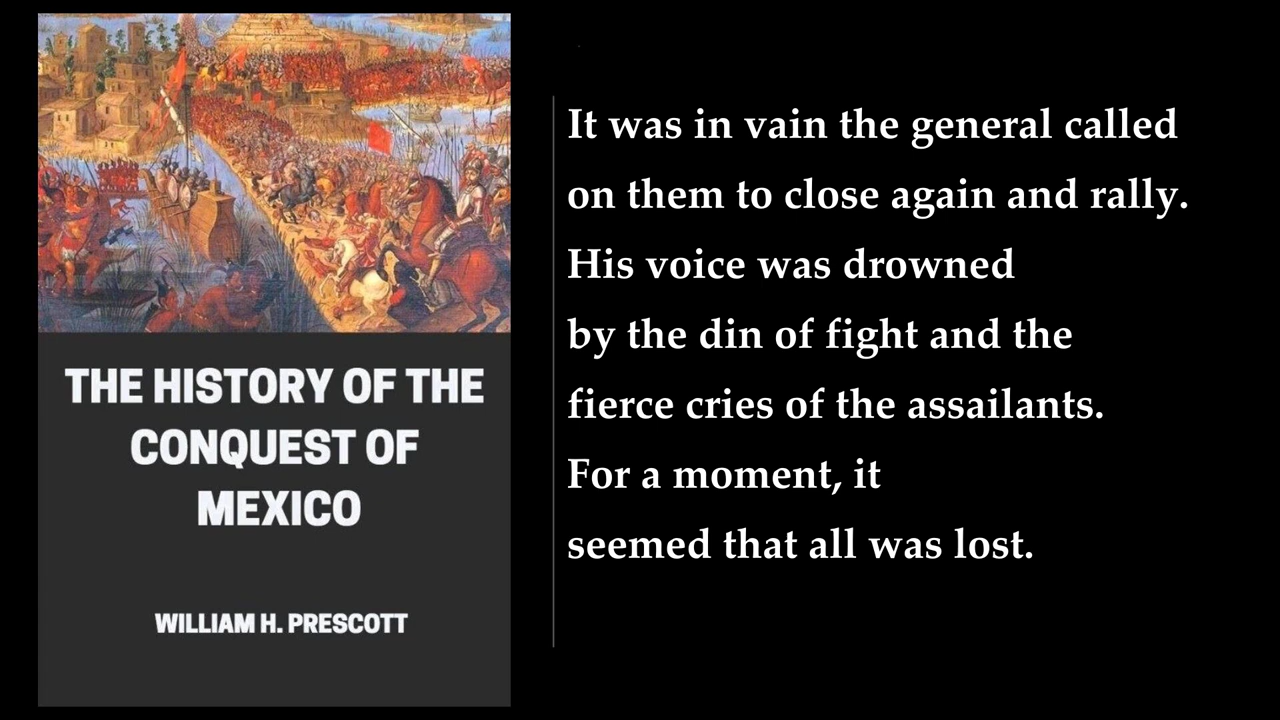 THE HISTORY OF THE
CONQUEST OF
MEXICO
WILLIAM H. PRESCOTT
It was in vain the general called
on them to close again and rally.
His voice was drowned
by the din of fight and the
fierce cries of the assailants.
For a moment, it
seemed that all was lost.